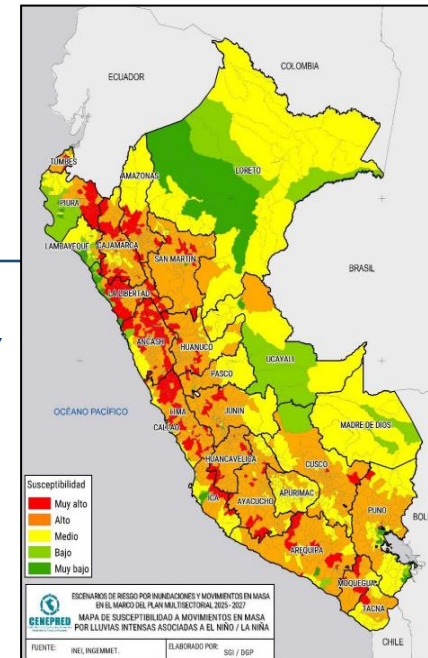 COLOMBIA
ECUADOR
TUMBES
LORETO
AMAZONAS
PIURA
LAMBAYEQUE
CAJAMARCA
SAN MARTIN
BRASIL
LA LIBERTAD
ANCASH
HUANUCO
UCAYALI
PASCO
OCÉANO PACÍFICO
LIMA
JUNIN
CALLAO
MADRE DE DIOS
HUANCAVELICA
CUSCO
ICA
AYACUCHO
APURIMAC
PUNO
BOL
AREQUIPA
MOQUEGUA
TACNA
CHILE
Susceptibilidad
Muy alto
Alto
Medio
Bajo
Muy bajo
CENEPRED
ESCENARIOS DE RIESGO POR INUNDACIONES Y MOVIMIENTOS EN MASA
EN EL MARCO DEL PLAN MULTISECTORIAL 2025 - 2027
MAPA DE SUSCEPTIBILIDAD A MOVIMIENTOS EN MASA
POR LLUVIAS INTENSAS ASOCIADAS A EL NIÑO / LA NIÑA
FUENTE: INEI, INGEMMET.
ELABORADO POR: SGI / DGP